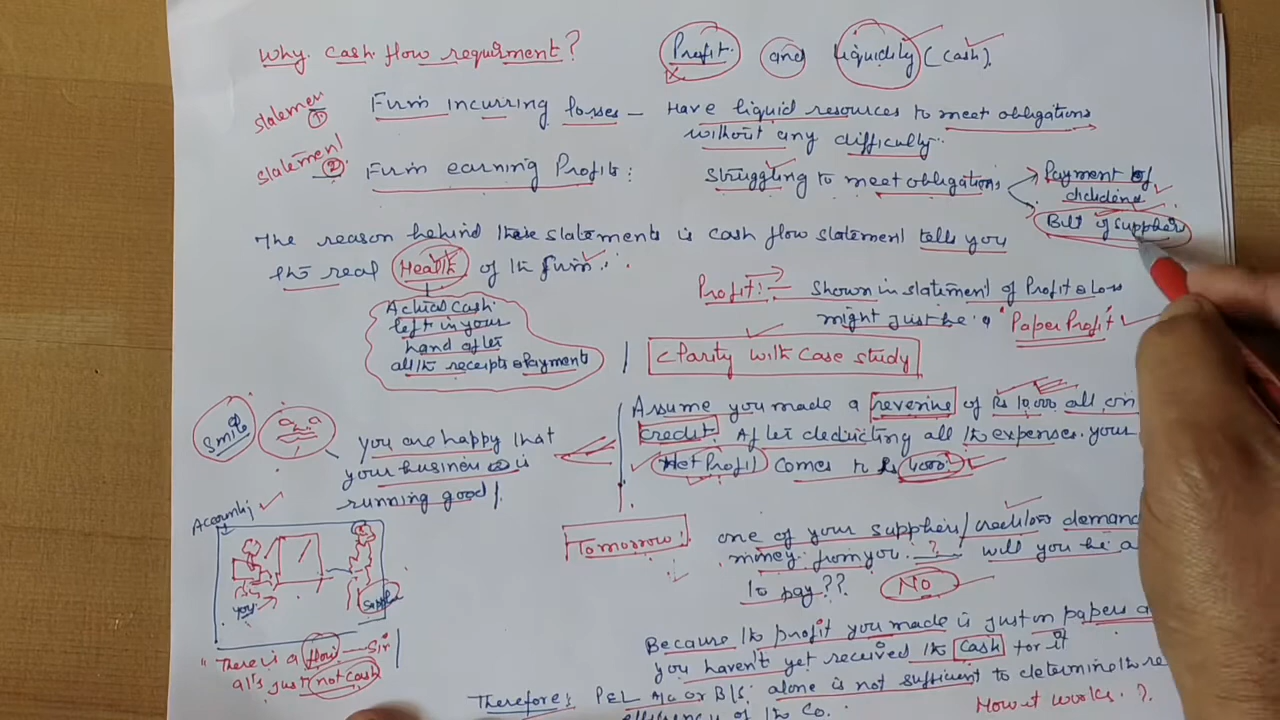 Why cash flow requirment? Profit and liquidity (cash).
statement ① Firm incurring losses - Have liquid resources to meet obligations
without any difficulty.
statement ② Firm earning Profits: Struggling to meet obligations
Payment of
dividend
Bill of suppliers
The reason behind these statements is cash flow statement tells you
the real Health of the firm.
Actual cash
left in your
hand after
all the receipts & Payments
Profit:- Shown in statement of Profit & Loss
might just be a "Paper Profit"
Clarity with case study
Assume you made a revenue of Rs 10,000 all on
credit. After deducting all the expenses your
Net Profit comes to Rs 4000.
Smile
you are happy that
your business is
running good!
Accounting
you
Supplier
"There is a flow - Sir
It's just not cash
Tomorrow: one of your suppliers/creditors demand
money from you. ? will you be a
to pay?? No
Because the profit you made is just on papers a
you haven't yet received the cash for it
Therefore: P&L A/c or B/S alone is not sufficient to determine the re
efficiency of the Co.
How it works?